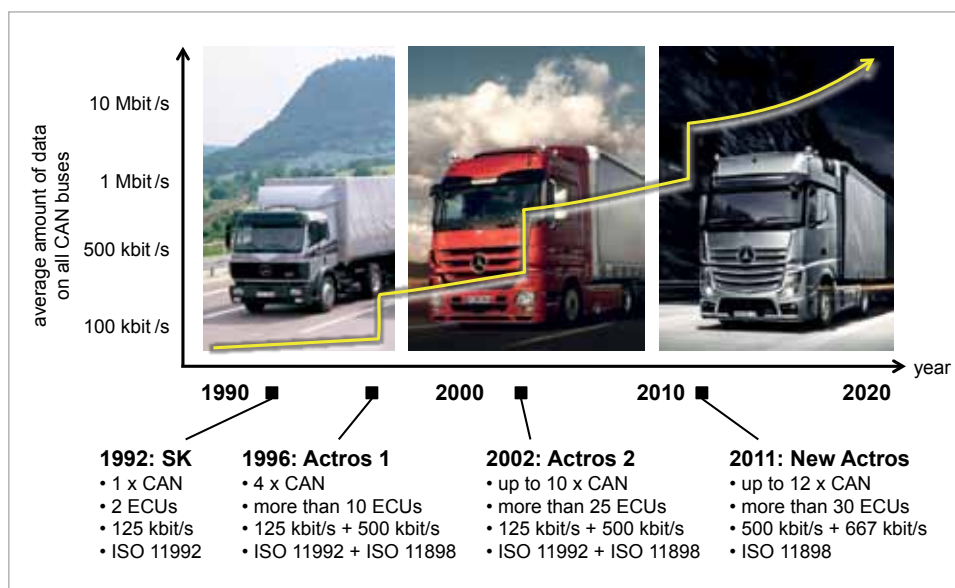 average amount of data
on all CAN buses
10 Mbit /s
1 Mbit /s
500 kbit /s
100 kbit /s
year
1990
2000
2010
2020
1992: SK
• 1 x CAN
• 2 ECUs
• 125 kbit/s
• ISO 11992
1996: Actros 1
• 4 x CAN
• more than 10 ECUs
• 125 kbit/s + 500 kbit/s
• ISO 11992 + ISO 11898
2002: Actros 2
• up to 10 x CAN
• more than 25 ECUs
• 125 kbit/s + 500 kbit/s
• ISO 11992 + ISO 11898
2011: New Actros
• up to 12 x CAN
• more than 30 ECUs
• 500 kbit/s + 667 kbit/s
• ISO 11898